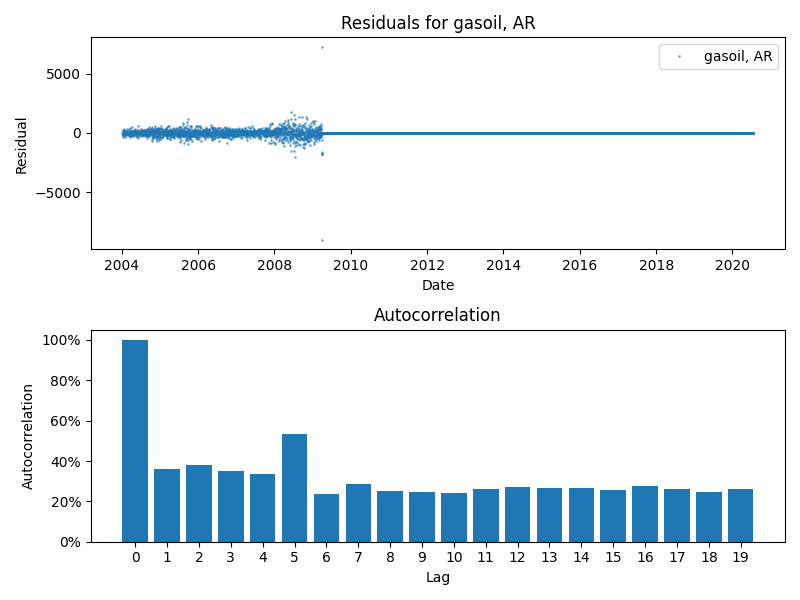 Residuals for gasoil, AR
gasoil, AR
5000
0
−5000
Residual
2004 2006 2008 2010 2012 2014 2016 2018 2020
Date
Autocorrelation
100%
80%
60%
40%
20%
0%
Autocorrelation
0 1 2 3 4 5 6 7 8 9 10 11 12 13 14 15 16 17 18 19
Lag